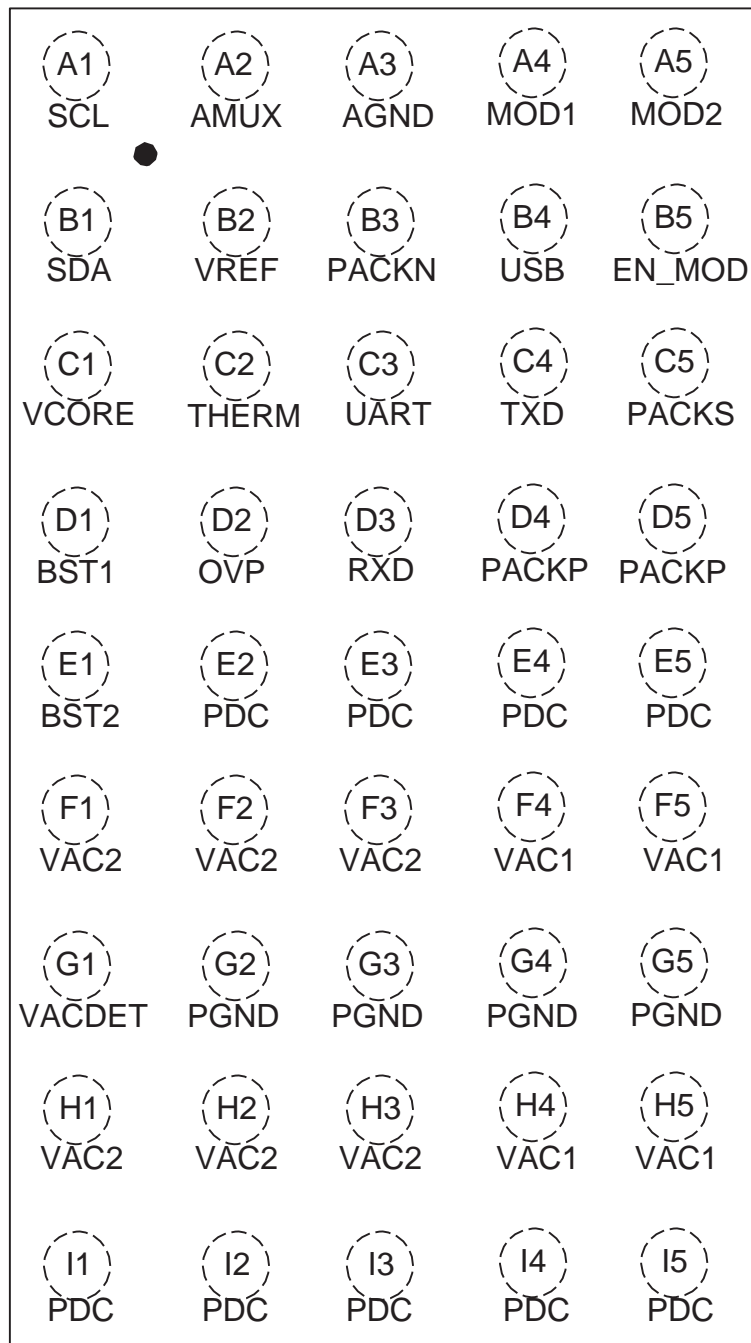 A1 A2 A3 A4 A5
SCL AMUX AGND MOD1 MOD2
B1 B2 B3 B4 B5
SDA VREF PACKN USB EN_MOD
C1 C2 C3 C4 C5
VCORE THERM UART TXD PACKS
D1 D2 D3 D4 D5
BST1 OVP RXD PACKP PACKP
E1 E2 E3 E4 E5
BST2 PDC PDC PDC PDC
F1 F2 F3 F4 F5
VAC2 VAC2 VAC2 VAC1 VAC1
G1 G2 G3 G4 G5
VACDET PGND PGND PGND PGND
H1 H2 H3 H4 H5
VAC2 VAC2 VAC2 VAC1 VAC1
I1 I2 I3 I4 I5
PDC PDC PDC PDC PDC